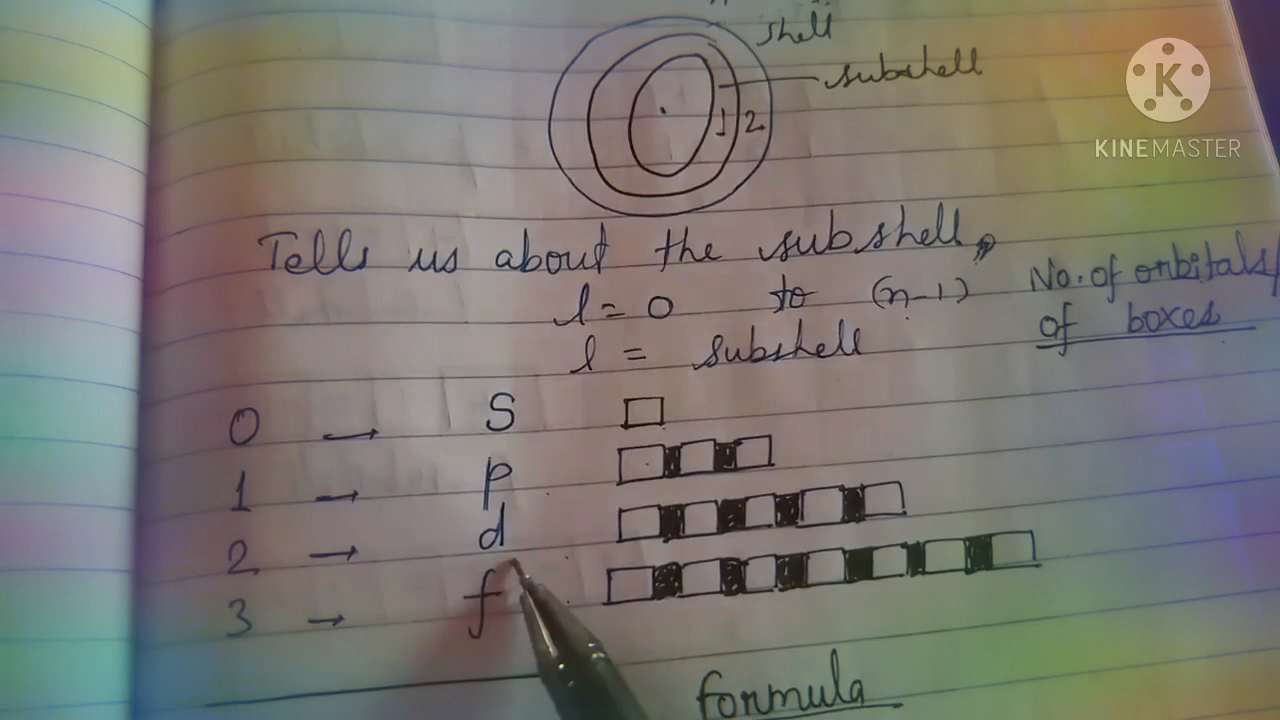 shell
subshell
1 2
K
KINEMASTER
Tells us about the subshell,
l = 0 to (n-1)
l = subshell
No. of orbitals/
of boxes
0 → S
1 → p
2 → d
3 → f
formula